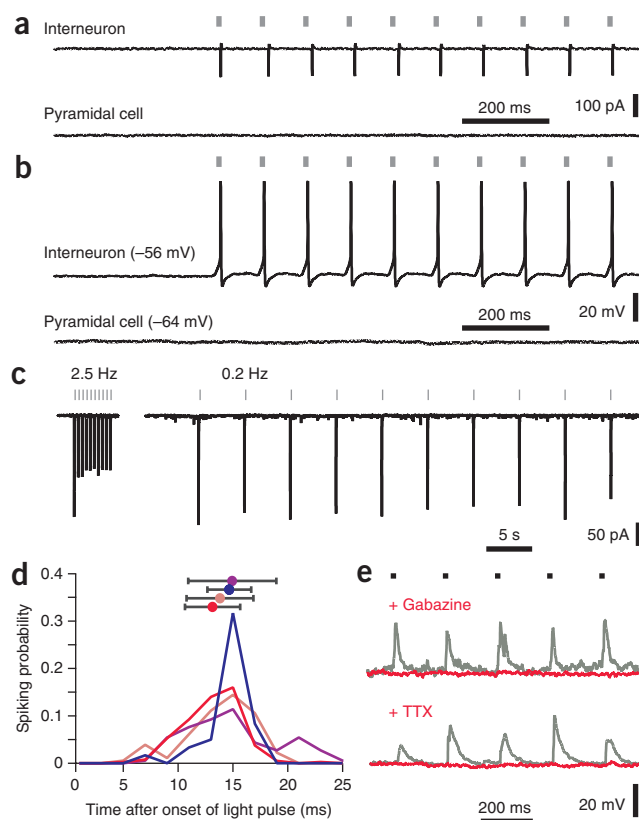 a
Interneuron
Pyramidal cell
200 ms
100 pA
b
Interneuron (–56 mV)
Pyramidal cell (–64 mV)
200 ms
20 mV
c
2.5 Hz
0.2 Hz
5 s
50 pA
d
0.4
0.3
0.2
0.1
0
Spiking probability
0
5
10
15
20
25
Time after onset of light pulse (ms)
e
+ Gabazine
+ TTX
200 ms
20 mV